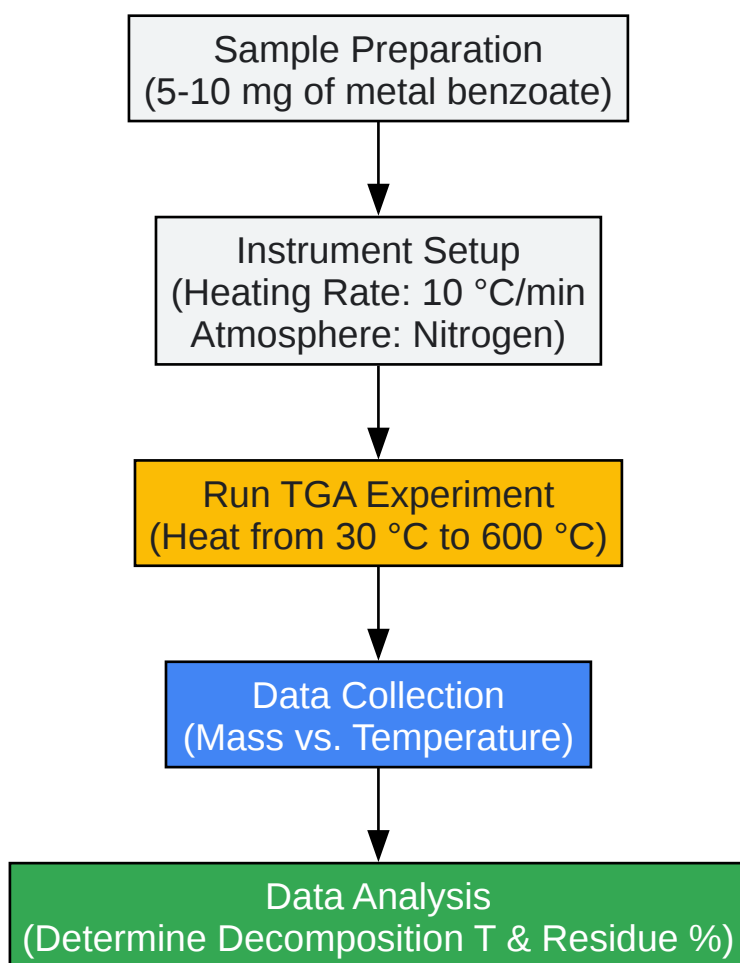 Sample Preparation
(5-10 mg of metal benzoate)
Instrument Setup
(Heating Rate: 10 °C/min
Atmosphere: Nitrogen)
Run TGA Experiment
(Heat from 30 °C to 600 °C)
Data Collection
(Mass vs. Temperature)
Data Analysis
(Determine Decomposition T & Residue %)